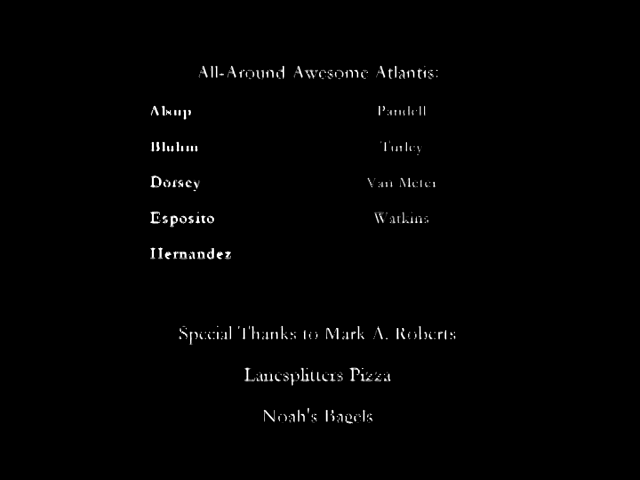 All-Around Awesome Atlantis:
Alsup Pardell
Bluhm Turley
Dorsey Van Meter
Esposito Watkins
Hernandez
Special Thanks to Mark A. Roberts
Lanesplitters Pizza
Noah's Bagels